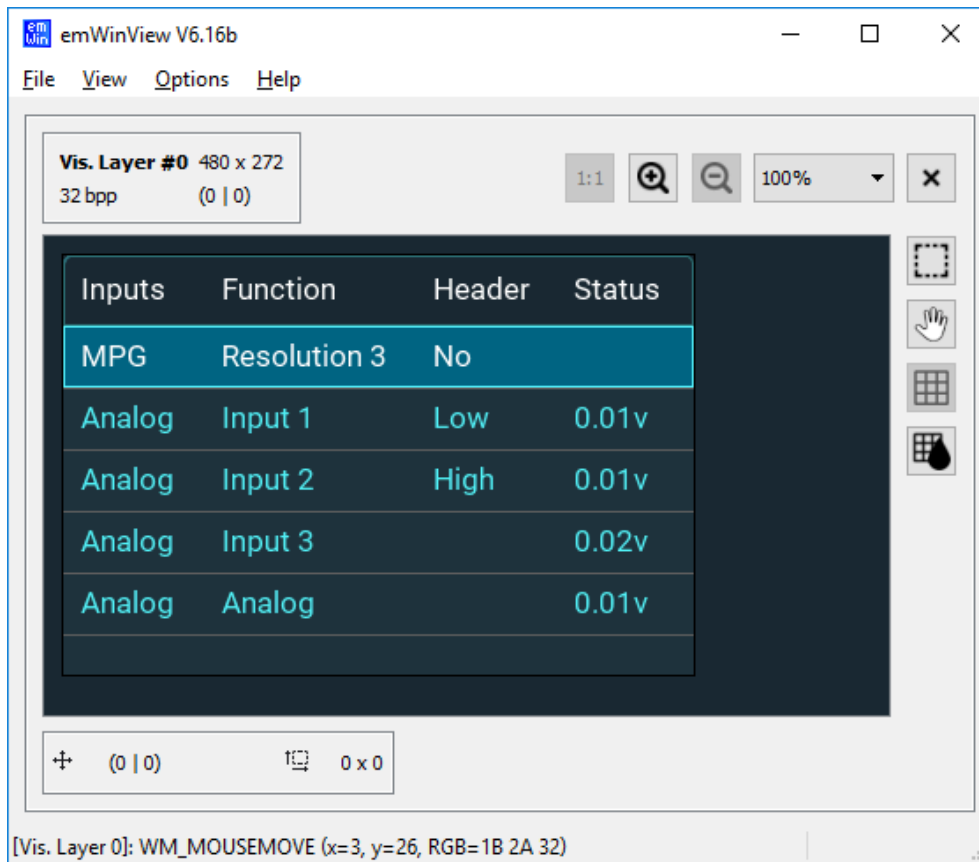 emWin emWinView V6.16b
File View Options Help
Vis. Layer #0 480 x 272
32 bpp (0 | 0)
1:1 100%
Inputs Function Header Status
MPG Resolution 3 No
Analog Input 1 Low 0.01v
Analog Input 2 High 0.01v
Analog Input 3 0.02v
Analog Analog 0.01v
(0 | 0) 0 x 0
[Vis. Layer 0]: WM_MOUSEMOVE (x=3, y=26, RGB=1B 2A 32)